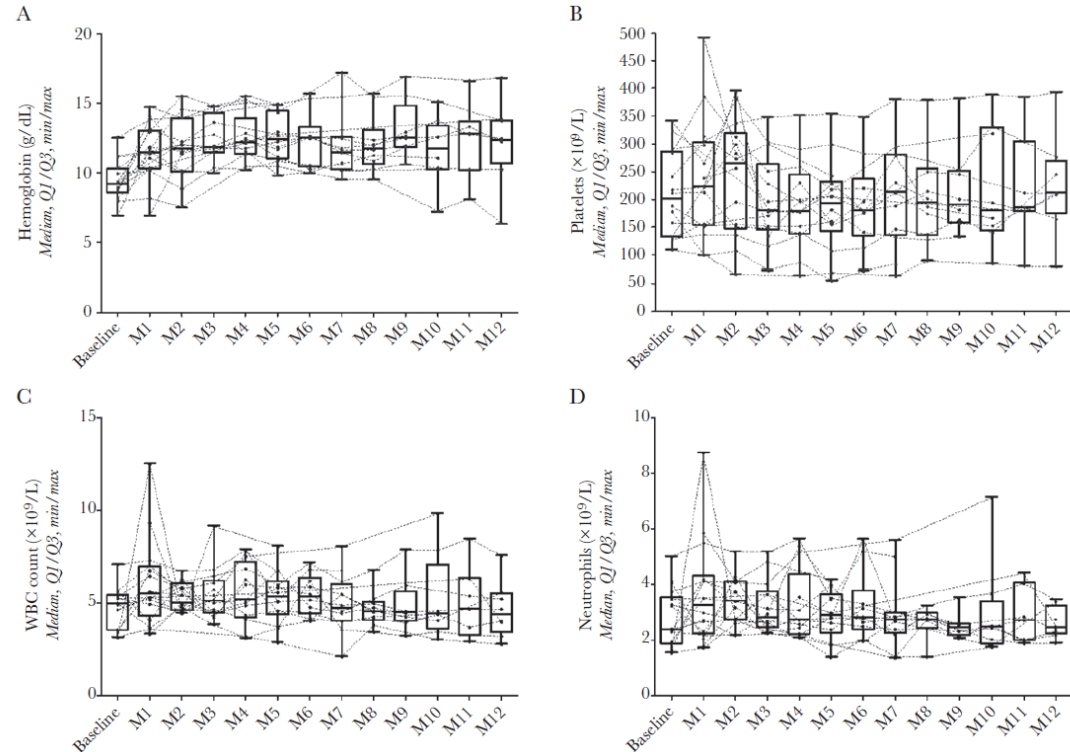 A
Hemoglobin (g/dL)
Median, Q1/Q3, min/max
20
15
10
5
0
Baseline
M1
M2
M3
M4
M5
M6
M7
M8
M9
M10
M11
M12
B
Platelets (×10⁹/L)
Median, Q1/Q3, min/max
500
450
400
350
300
250
200
150
100
50
0
Baseline
M1
M2
M3
M4
M5
M6
M7
M8
M9
M10
M11
M12
C
WBC count (×10⁹/L)
Median, Q1/Q3, min/max
15
10
5
0
Baseline
M1
M2
M3
M4
M5
M6
M7
M8
M9
M10
M11
M12
D
Neutrophils (×10⁹/L)
Median, Q1/Q3, min/max
10
8
6
4
2
0
Baseline
M1
M2
M3
M4
M5
M6
M7
M8
M9
M10
M11
M12